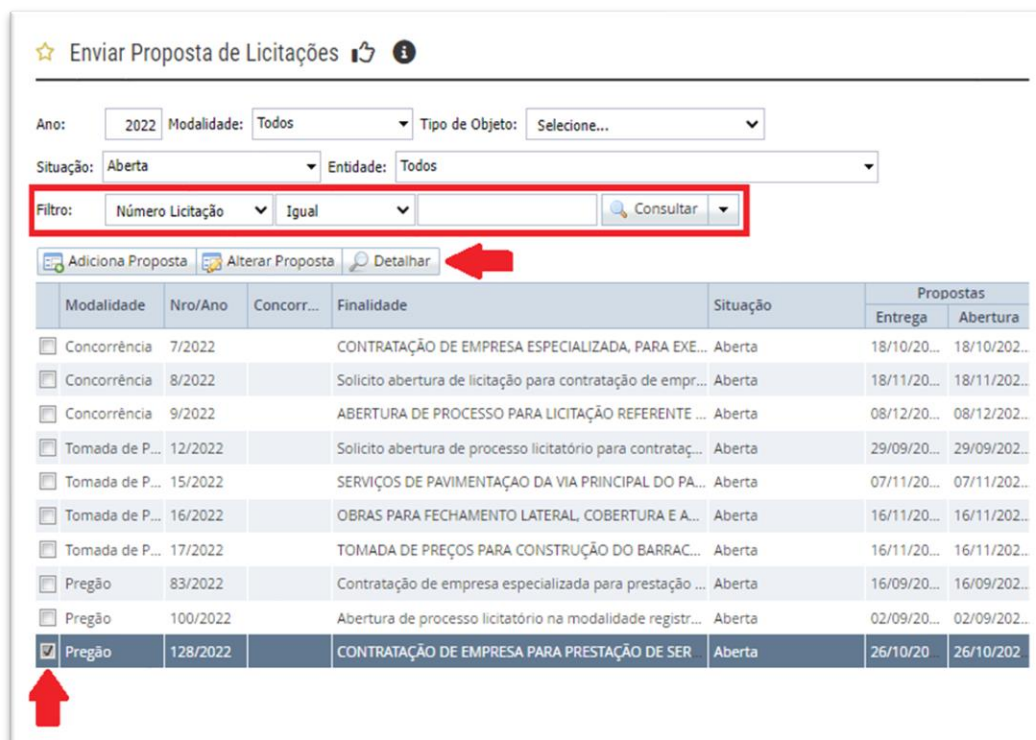 Enviar Proposta de Licitações
Ano: 2022 Modalidade: Todos Tipo de Objeto: Selecione...
Situação: Aberta Entidade: Todos
Filtro: Número Licitação Igual Consultar
Adiciona Proposta Alterar Proposta Detalhar
Modalidade Nro/Ano Concorr... Finalidade Situação Propostas
Entrega Abertura
Concorrência 7/2022 CONTRATAÇÃO DE EMPRESA ESPECIALIZADA, PARA EXE... Aberta 18/10/20... 18/10/202...
Concorrência 8/2022 Solicito abertura de licitação para contratação de empr... Aberta 18/11/20... 18/11/202...
Concorrência 9/2022 ABERTURA DE PROCESSO PARA LICITAÇÃO REFERENTE ... Aberta 08/12/20... 08/12/202...
Tomada de P... 12/2022 Solicito abertura de processo licitatório para contrataç... Aberta 29/09/20... 29/09/202...
Tomada de P... 15/2022 SERVIÇOS DE PAVIMENTAÇAO DA VIA PRINCIPAL DO PA... Aberta 07/11/20... 07/11/202...
Tomada de P... 16/2022 OBRAS PARA FECHAMENTO LATERAL, COBERTURA E A... Aberta 16/11/20... 16/11/202...
Tomada de P... 17/2022 TOMADA DE PREÇOS PARA CONSTRUÇÃO DO BARRAC... Aberta 16/11/20... 16/11/202...
Pregão 83/2022 Contratação de empresa especializada para prestação ... Aberta 16/09/20... 16/09/202...
Pregão 100/2022 Abertura de processo licitatório na modalidade registr... Aberta 02/09/20... 02/09/202...
Pregão 128/2022 CONTRATAÇÃO DE EMPRESA PARA PRESTAÇÃO DE SER Aberta 26/10/20 26/10/202